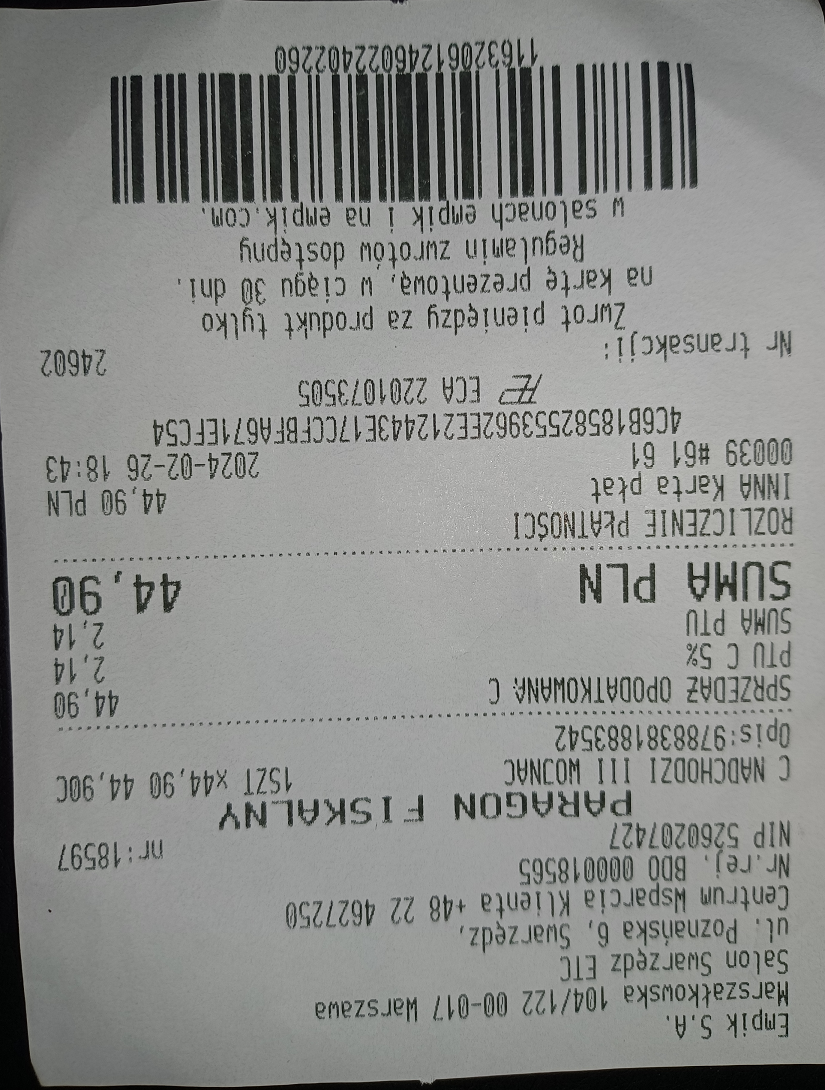 Empik S.A.
Marszałkowska 104/122 00-017 Warszawa
Salon Swarzędz ETC
ul. Poznańska 6, Swarzędz,
Centrum Wsparcia Klienta +48 22 4627250
Nr.rej. BDO 000018565
NIP 5260207427 nr:18597
PARAGON FISKALNY
C NADCHODZI III WOJNAC 1SZT x44,90 44,90C
Opis:9788381883542
SPRZEDAŻ OPODATKOWANA C 44,90
PTU C 5% 2,14
SUMA PTU 2,14
SUMA PLN 44,90
ROZLICZENIE PŁATNOŚCI
INNA Karta płat 44,90 PLN
00039 #61 61 2024-02-26 18:43
4C6B18582553962EE212443E17CCFBFA671EFC54
ECA 2201073505
Nr transakcji: 24602
Zwrot pieniędzy za produkt tylko
na kartę prezentową, w ciągu 30 dni.
Regulamin zwrotów dostępny
w salonach empik i na empik.com.
1163206124602240226​0